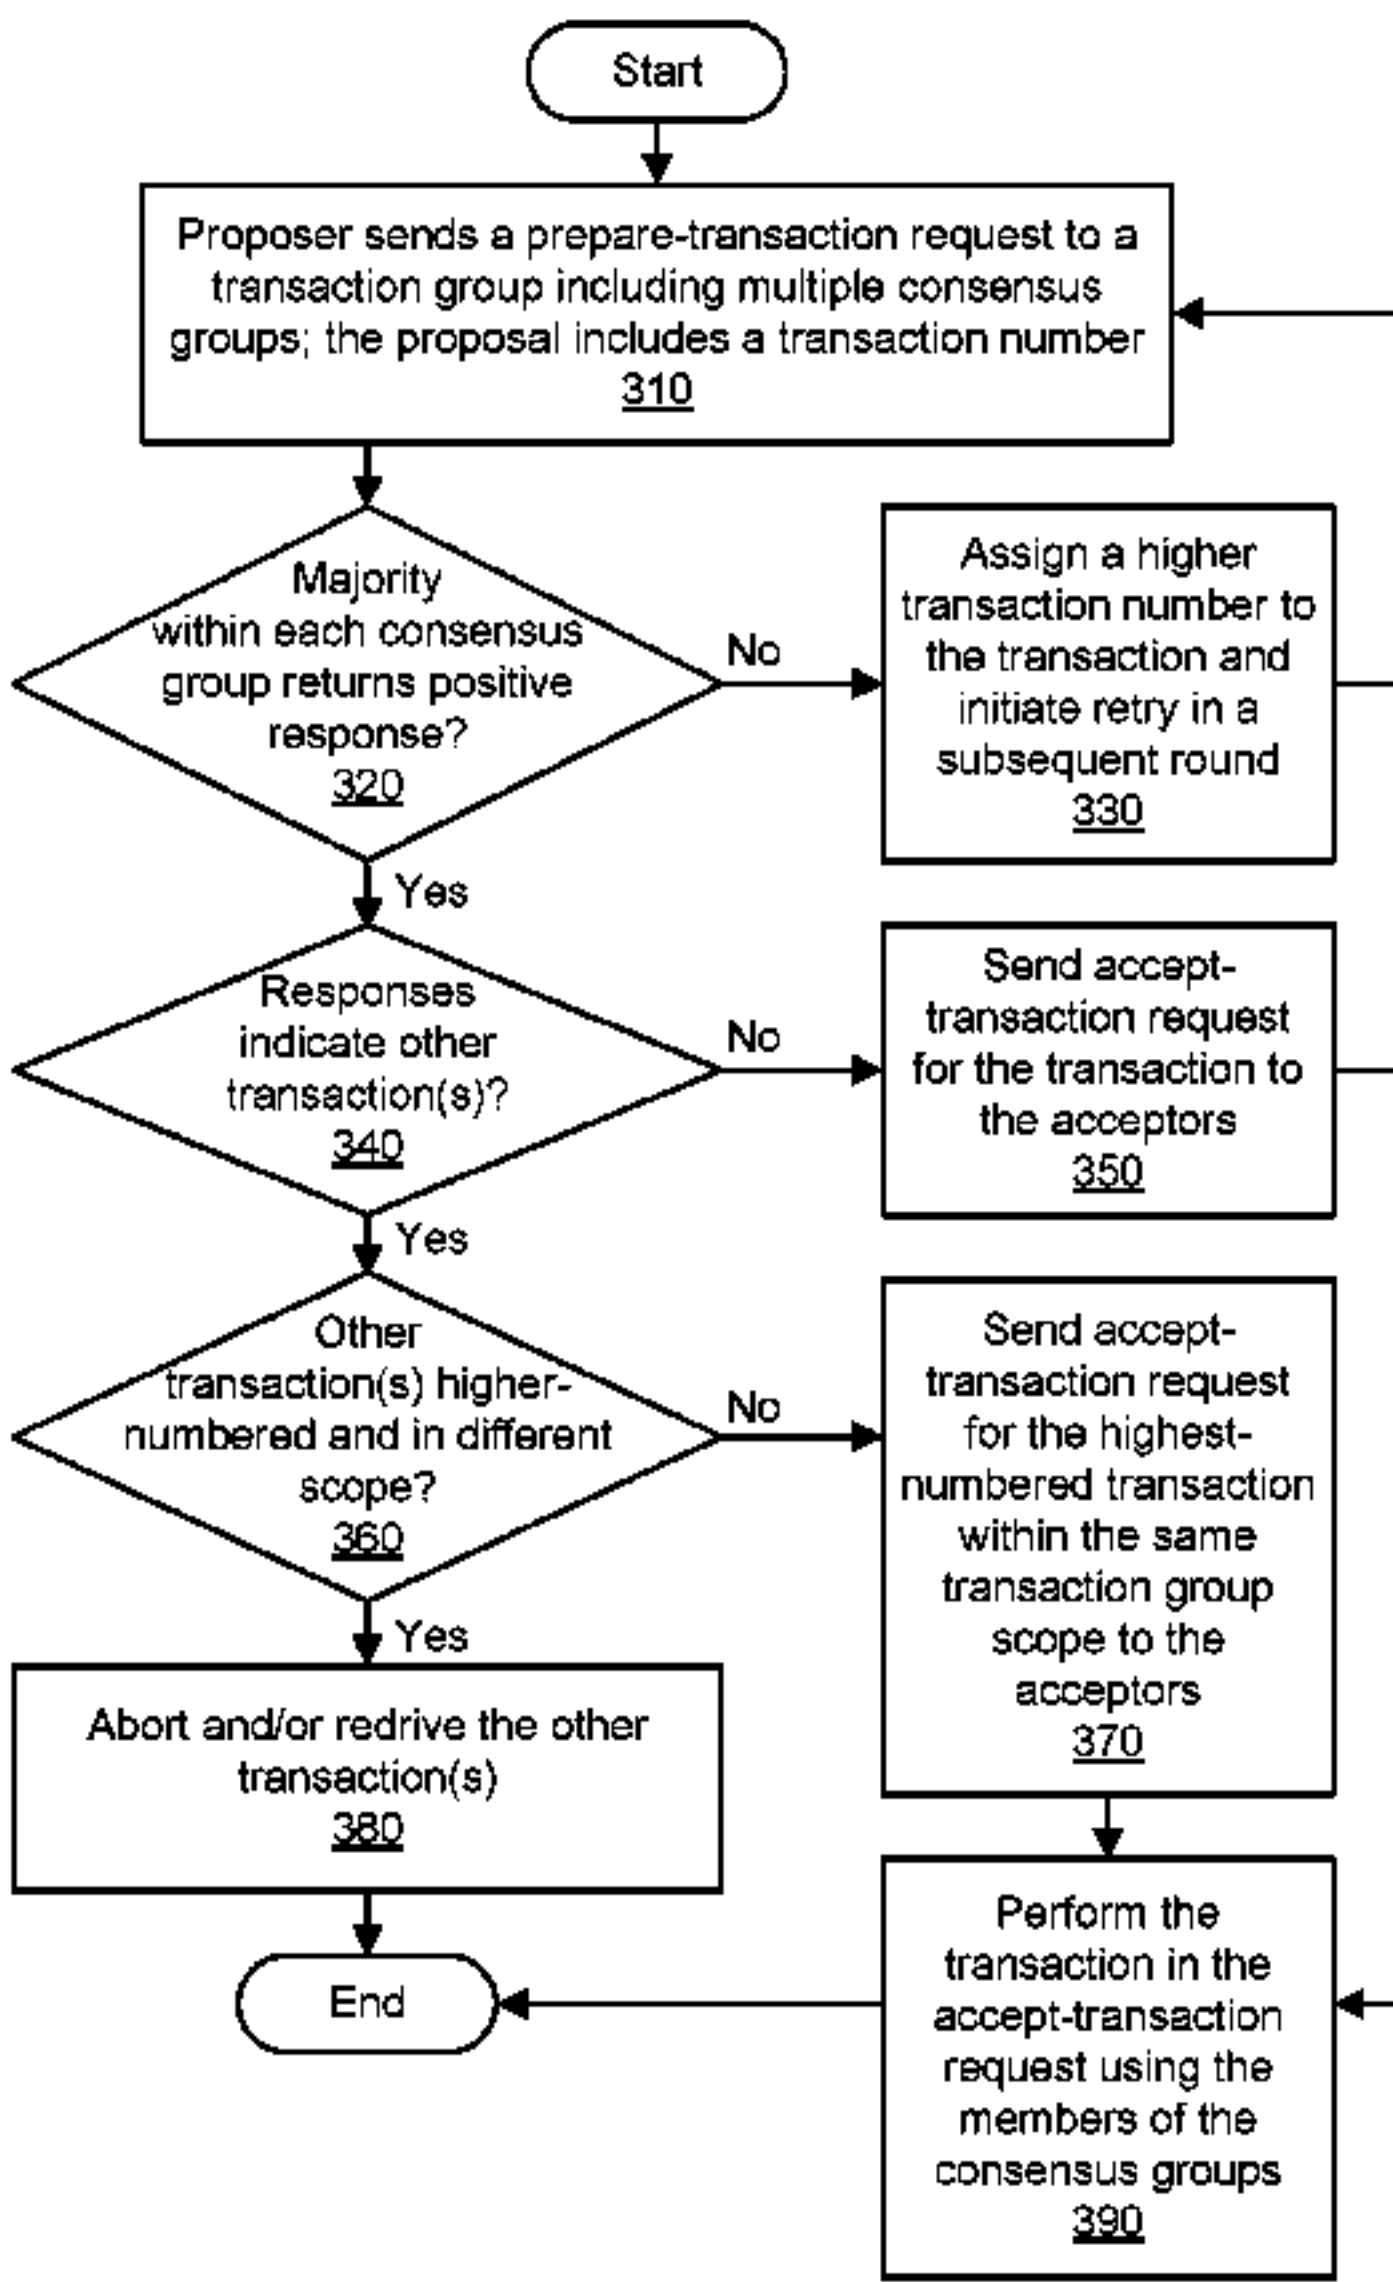 Start
Proposer sends a prepare-transaction request to a
transaction group including multiple consensus
groups; the proposal includes a transaction number
310
Majority
within each consensus
group returns positive
response?
320
No
Assign a higher
transaction number to
the transaction and
initiate retry in a
subsequent round
330
Yes
Responses
indicate other
transaction(s)?
340
No
Send accept-
transaction request
for the transaction to
the acceptors
350
Yes
Other
transaction(s) higher-
numbered and in different
scope?
360
No
Send accept-
transaction request
for the highest-
numbered transaction
within the same
transaction group
scope to the
acceptors
370
Yes
Abort and/or redrive the other
transaction(s)
380
End
Perform the
transaction in the
accept-transaction
request using the
members of the
consensus groups
390